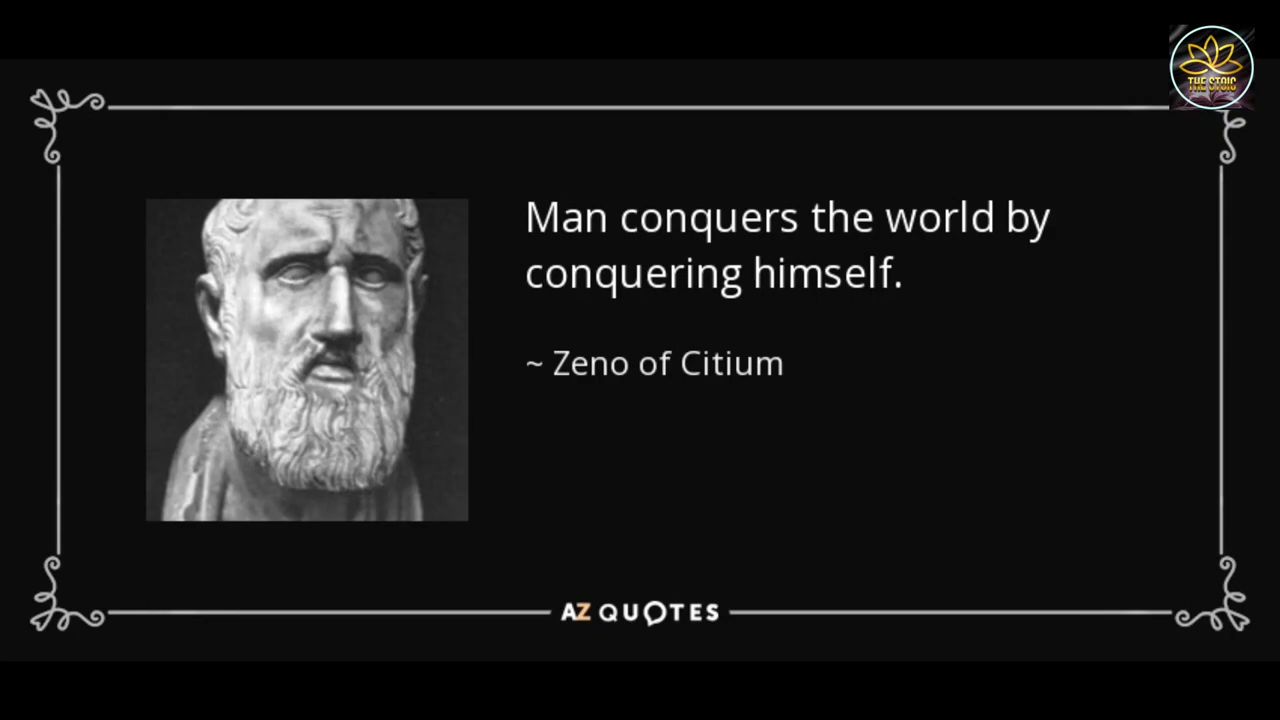 THE STOIC
Man conquers the world by
conquering himself.
~ Zeno of Citium
AZ QUOTES